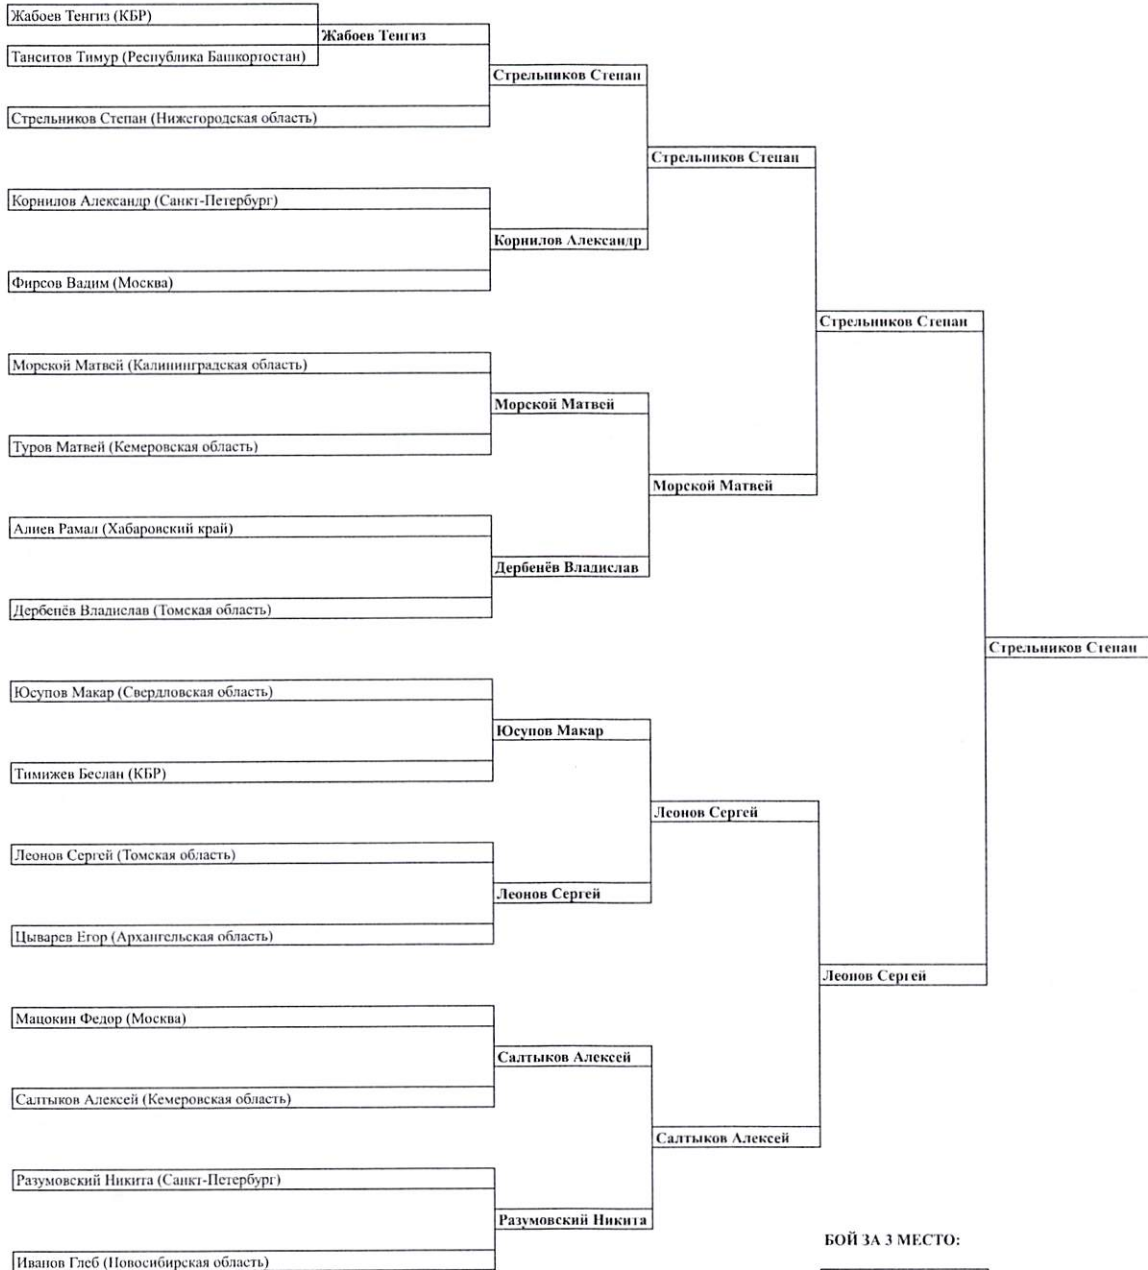 Жабоев Тенгиз (КБР)
Жабоев Тенгиз
Танситов Тимур (Республика Башкортостан)
Стрельников Степан
Стрельников Степан (Нижегородская область)
Стрельников Степан
Корнилов Александр (Санкт-Петербург)
Корнилов Александр
Фирсов Вадим (Москва)
Стрельников Степан
Морской Матвей (Калининградская область)
Морской Матвей
Туров Матвей (Кемеровская область)
Морской Матвей
Алиев Рамал (Хабаровский край)
Дербенёв Владислав
Дербенёв Владислав (Томская область)
Стрельников Степан
Юсупов Макар (Свердловская область)
Юсупов Макар
Тимижев Беслан (КБР)
Леонов Сергей
Леонов Сергей (Томская область)
Леонов Сергей
Цыварев Егор (Архангельская область)
Леонов Сергей
Мацокин Федор (Москва)
Салтыков Алексей
Салтыков Алексей (Кемеровская область)
Салтыков Алексей
Разумовский Никита (Санкт-Петербург)
Разумовский Никита
БОЙ ЗА 3 МЕСТО:
Иванов Глеб (Новосибирская область)